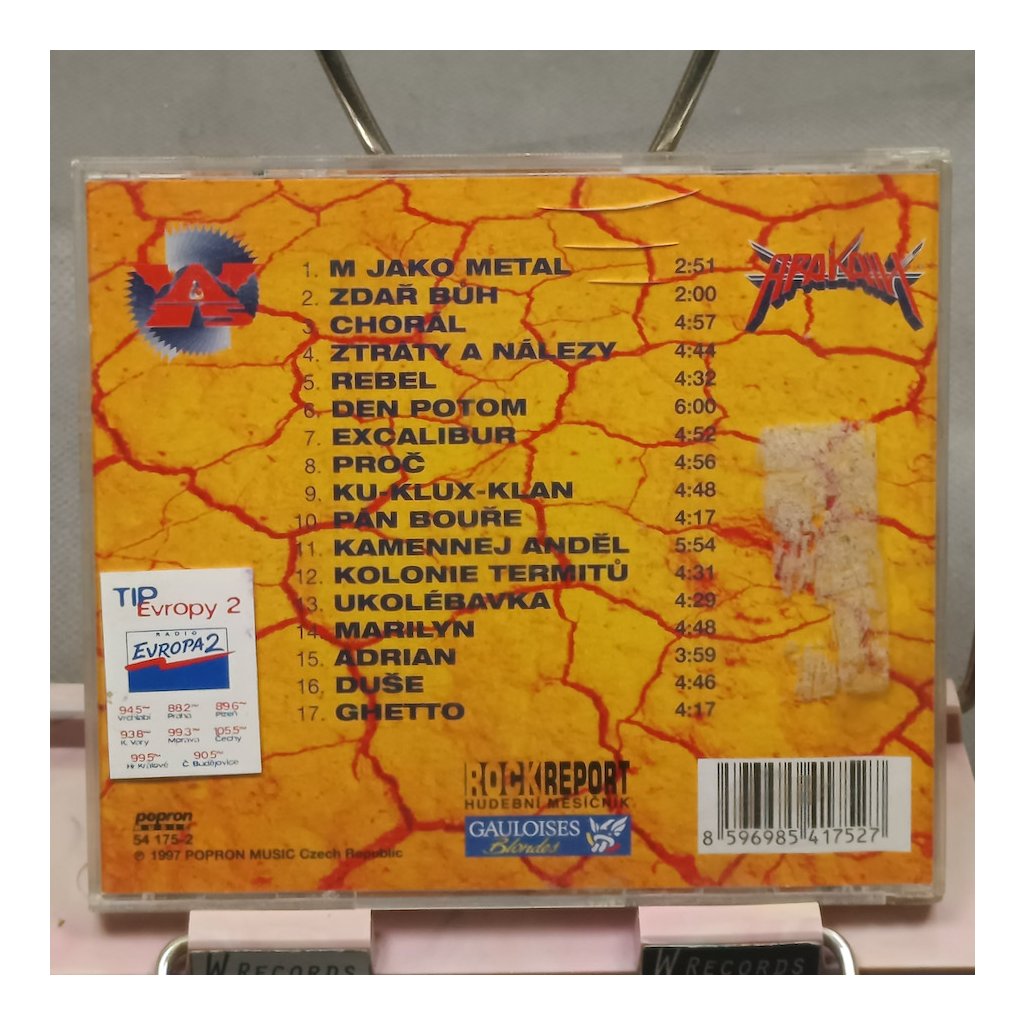 ARAKAIN
1. M JAKO METAL 2:51
2. ZDAŘ BŮH 2:00
3. CHORÁL 4:57
4. ZTRÁTY A NÁLEZY 4:44
5. REBEL 4:32
6. DEN POTOM 6:00
7. EXCALIBUR 4:52
8. PROČ 4:56
9. KU-KLUX-KLAN 4:48
10. PÁN BOUŘE 4:17
11. KAMENNEJ ANDĚL 5:54
12. KOLONIE TERMITŮ 4:31
13. UKOLÉBAVKA 4:29
14. MARILYN 4:48
15. ADRIAN 3:59
16. DUŠE 4:46
17. GHETTO 4:17
TIP
Evropy 2
RADIO
EVROPA 2
94.5 88.2 89.6
Vrchlabí Praha Plzeň
93.8 99.3 105.5
K. Vary Morava Čechy
99.5 90.5
Hr. Králové Č. Budějovice
popron
MUSIC
54 175-2
℗ 1997 POPRON MUSIC Czech Republic
ROCKREPORT
HUDEBNÍ MĚSÍČNÍK
GAULOISES
Blondes
8 596985 417527
W RECORDS
W RECORDS